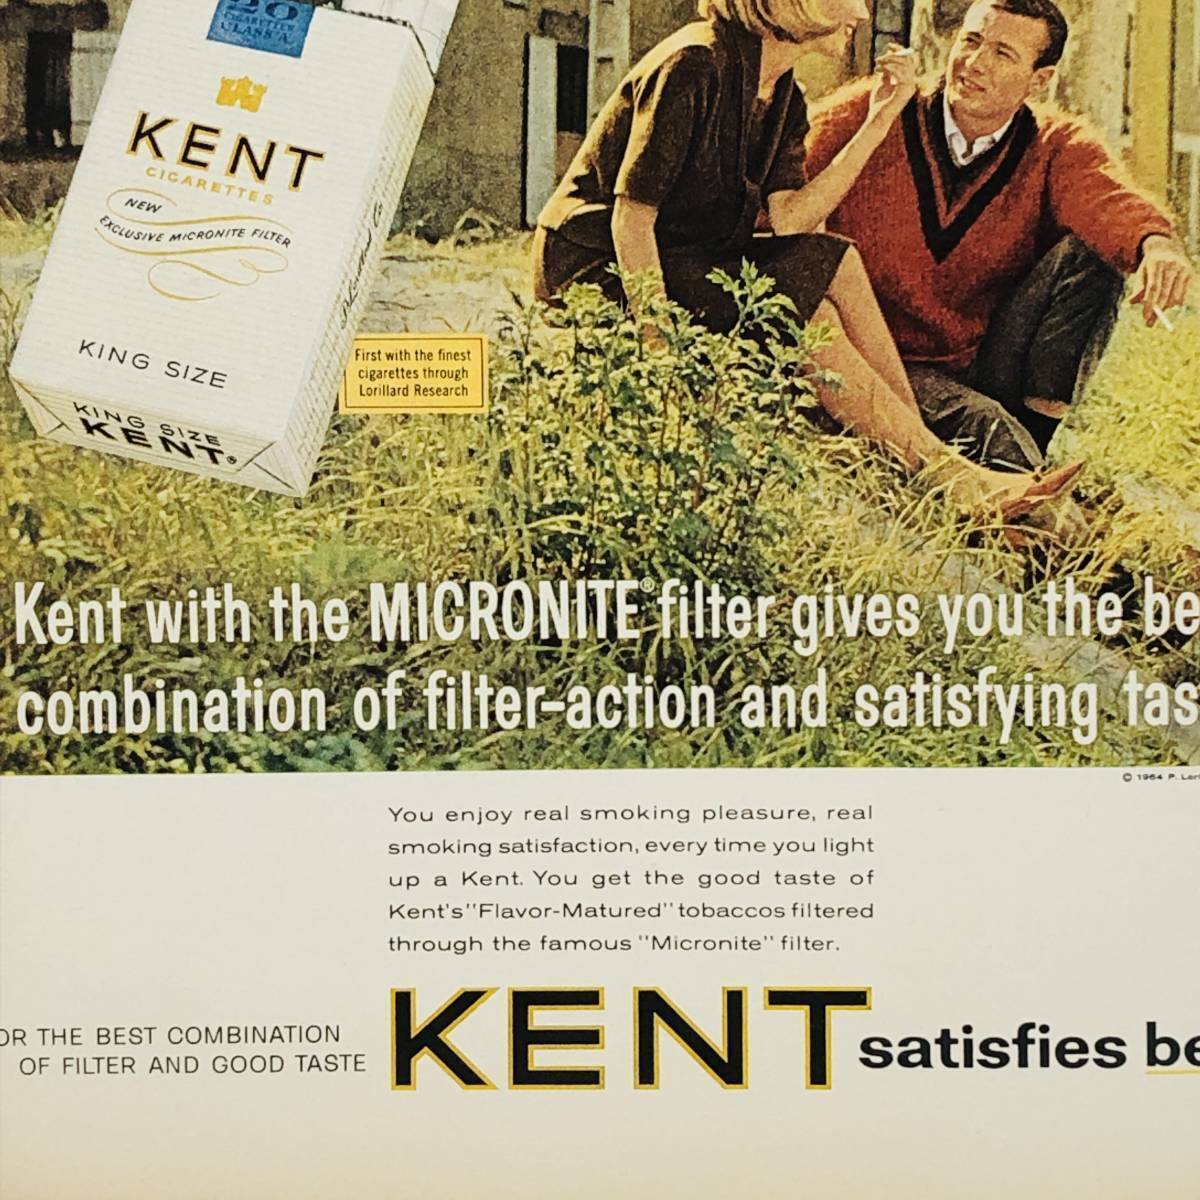 20
CIGARETTES
CLASS A
KENT
CIGARETTES
NEW
EXCLUSIVE MICRONITE FILTER
P. Lorillard Co
KING SIZE
KING SIZE
KENT®
First with the finest
cigarettes through
Lorillard Research
Kent with the MICRONITE® filter gives you the be
combination of filter-action and satisfying tas
© 1964 P. Lor
You enjoy real smoking pleasure, real
smoking satisfaction, every time you light
up a Kent. You get the good taste of
Kent's "Flavor-Matured" tobaccos filtered
through the famous "Micronite" filter.
OR THE BEST COMBINATION
OF FILTER AND GOOD TASTE
KENT satisfies be